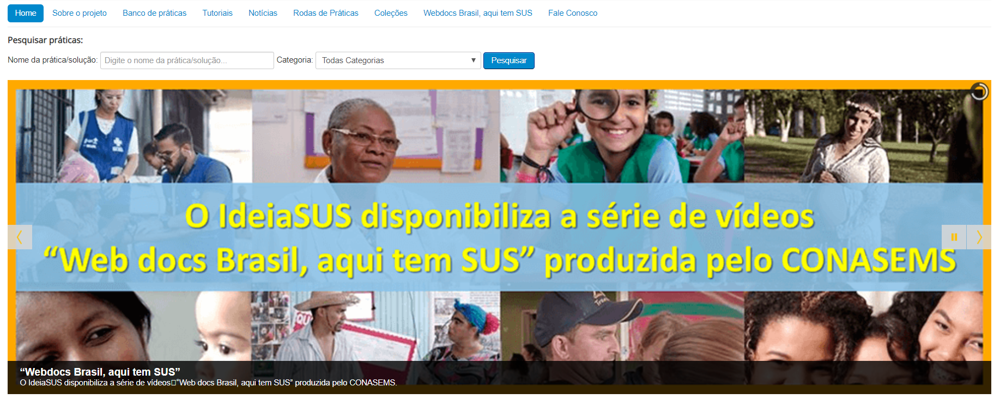 Home Sobre o projeto Banco de práticas Tutoriais Notícias Rodas de Práticas Coleções Webdocs Brasil, aqui tem SUS Fale Conosco
Pesquisar práticas:
Nome da prática/solução: Digite o nome da prática/solução... Categoria: Todas Categorias Pesquisar
O IdeiaSUS disponibiliza a série de vídeos
“Web docs Brasil, aqui tem SUS” produzida pelo CONASEMS
“Webdocs Brasil, aqui tem SUS”
O IdeiaSUS disponibiliza a série de vídeos“Web docs Brasil, aqui tem SUS” produzida pelo CONASEMS.